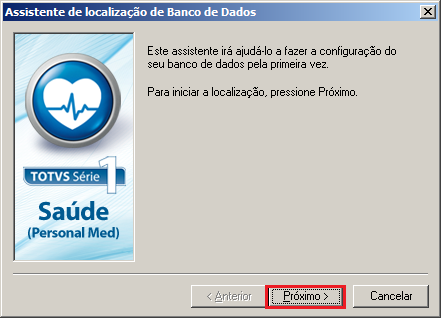 Assistente de localização de Banco de Dados
Este assistente irá ajudá-lo a fazer a configuração do
seu banco de dados pela primeira vez.
Para iniciar a localização, pressione Próximo.
TOTVS Série 1
Saúde
(Personal Med)
< Anterior
Próximo >
Cancelar